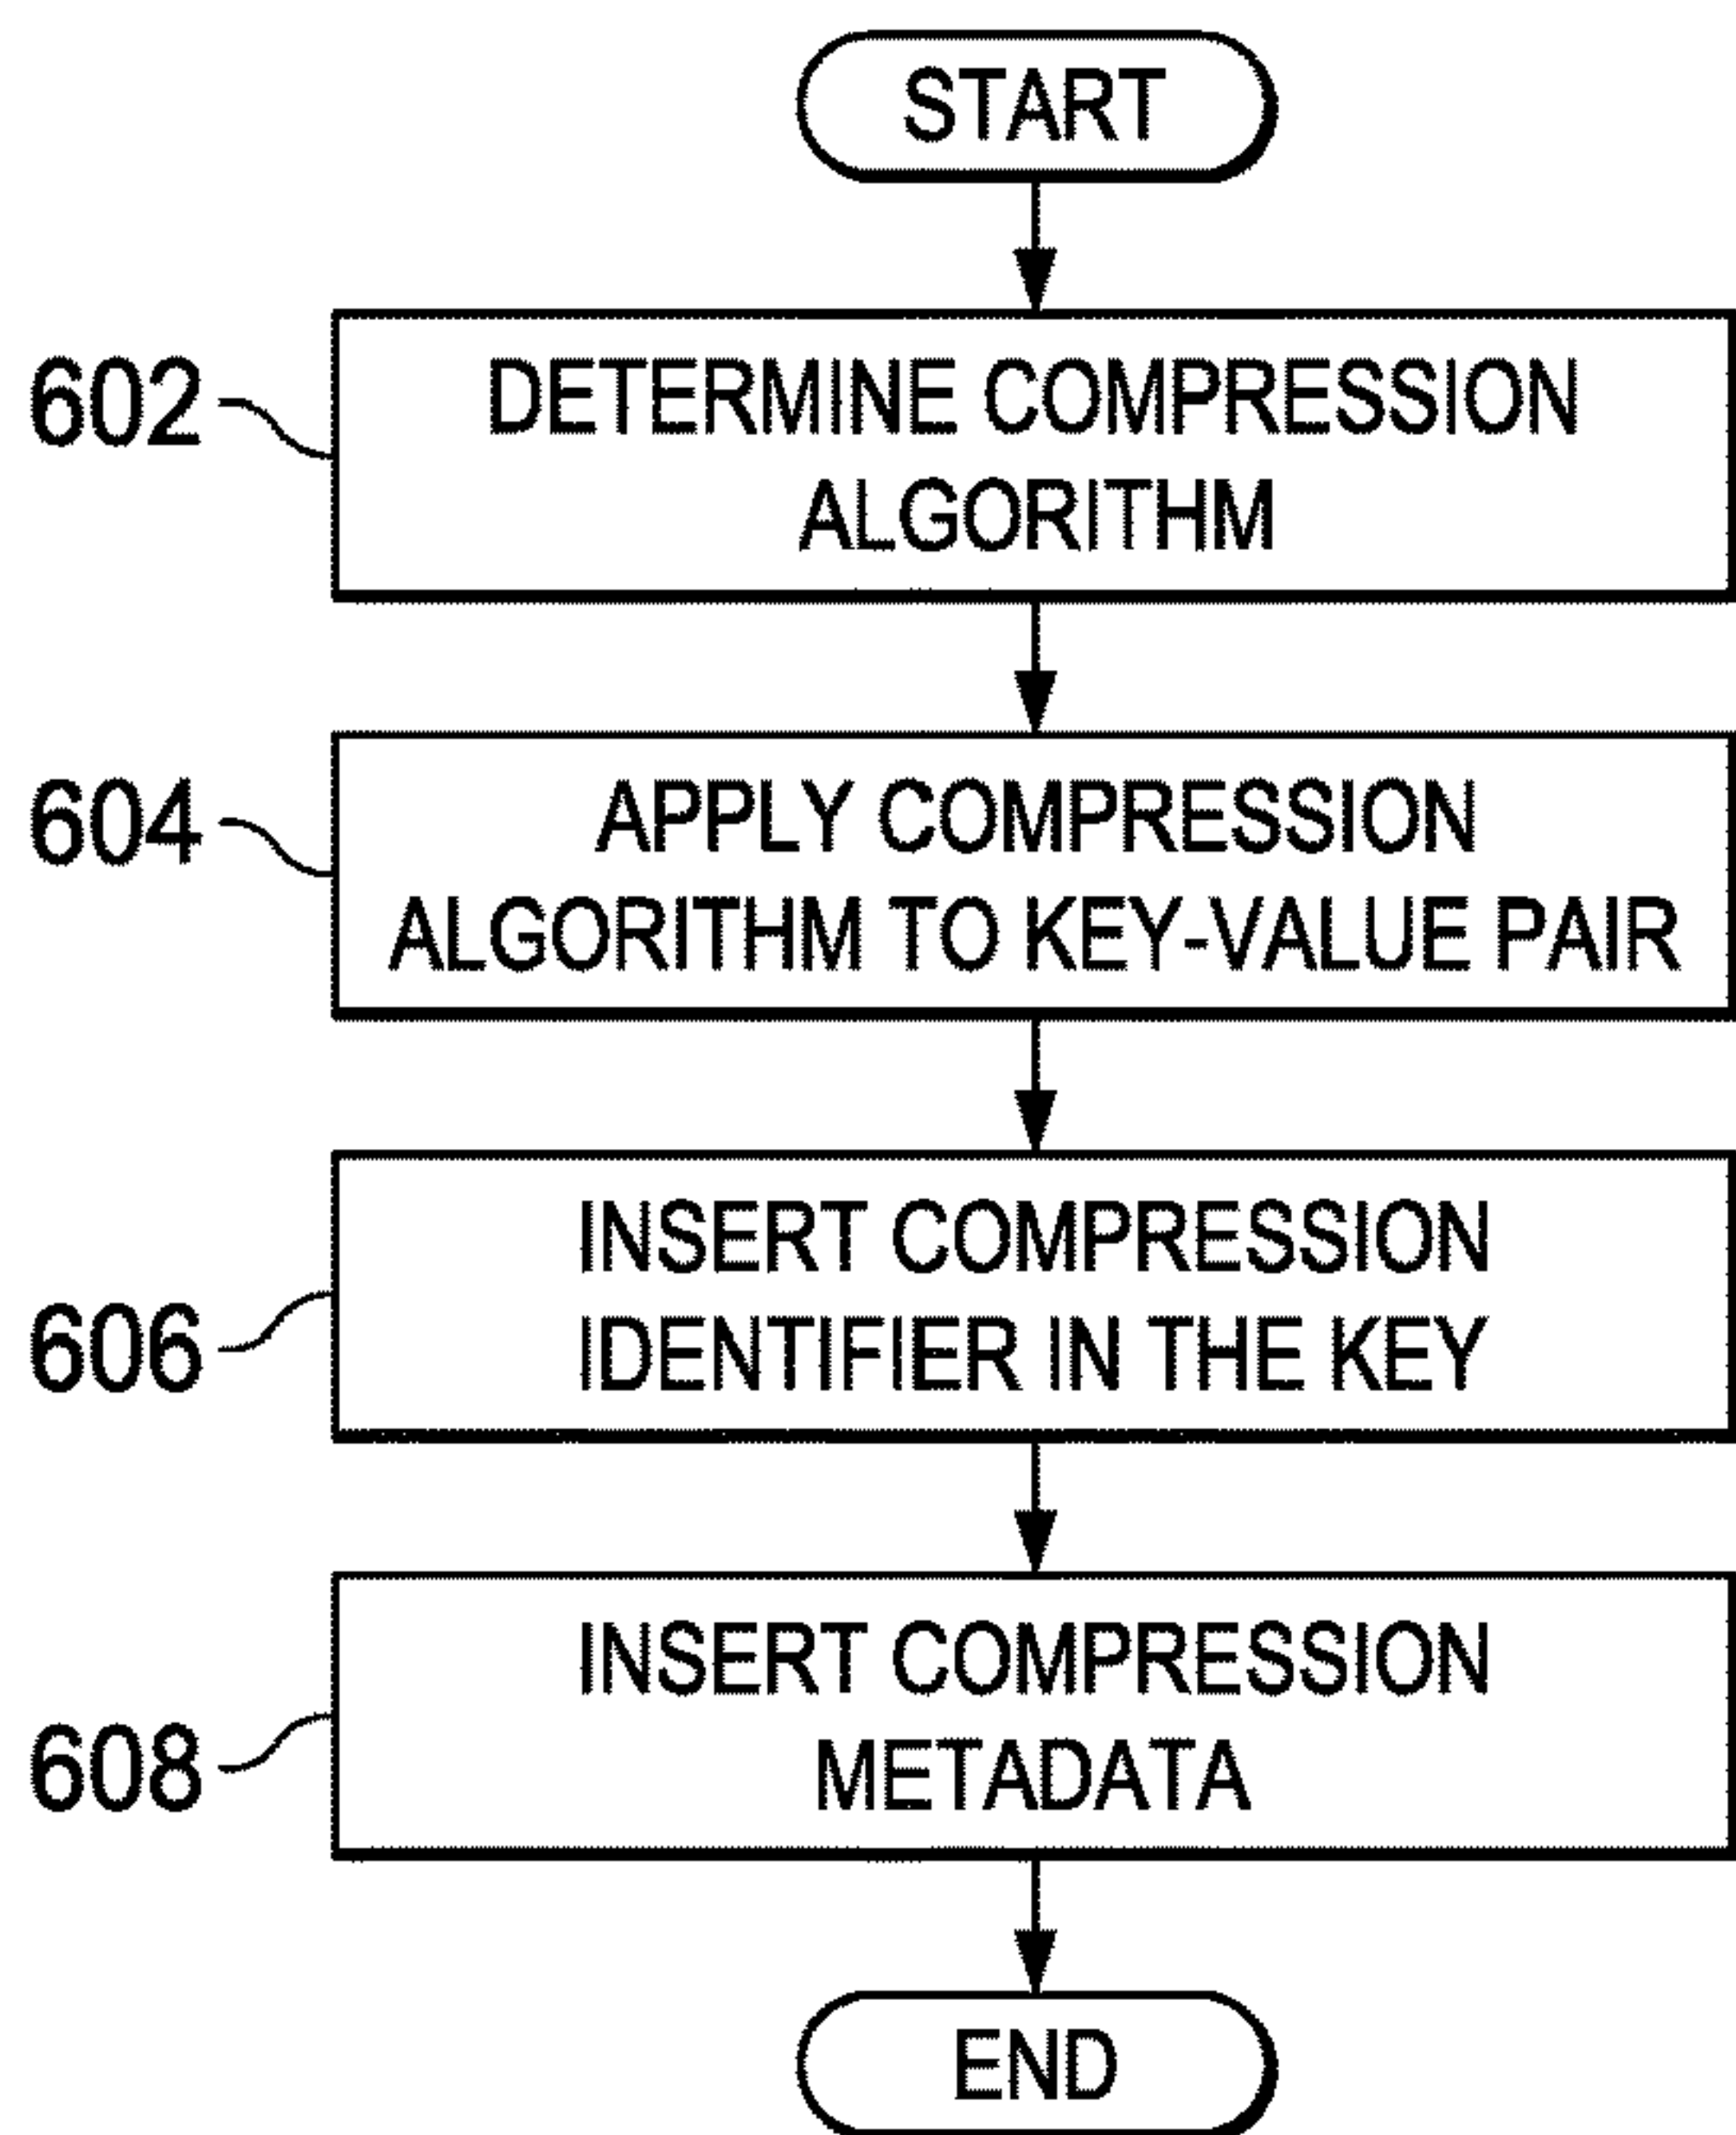 START
602
DETERMINE COMPRESSION
ALGORITHM
604
APPLY COMPRESSION
ALGORITHM TO KEY-VALUE PAIR
606
INSERT COMPRESSION
IDENTIFIER IN THE KEY
608
INSERT COMPRESSION
METADATA
END